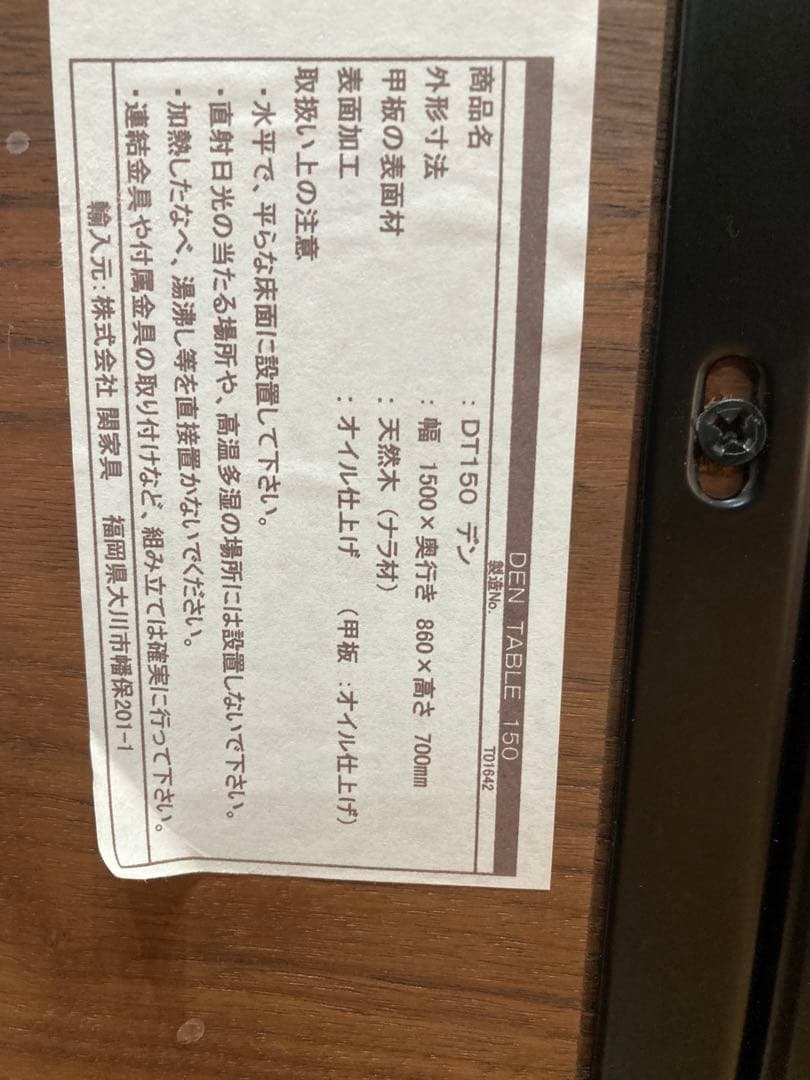 DEN TABLE 150
製造No. T01642
商品名 : DT150 デン
外形寸法 : 幅 1500×奥行き 860×高さ 700mm
甲板の表面材 : 天然木（ナラ材）
表面加工 : オイル仕上げ （甲板 :オイル仕上げ）
取扱い上の注意
・水平で、平らな床面に設置して下さい。
・直射日光の当たる場所や、高温多湿の場所には設置しないで下さい。
・加熱したなべ、湯沸し等を直接置かないでください。
・連結金具や付属金具の取り付けなど、組み立ては確実に行って下さい。
輸入元:株式会社 関家具 福岡県大川市幡保201-1